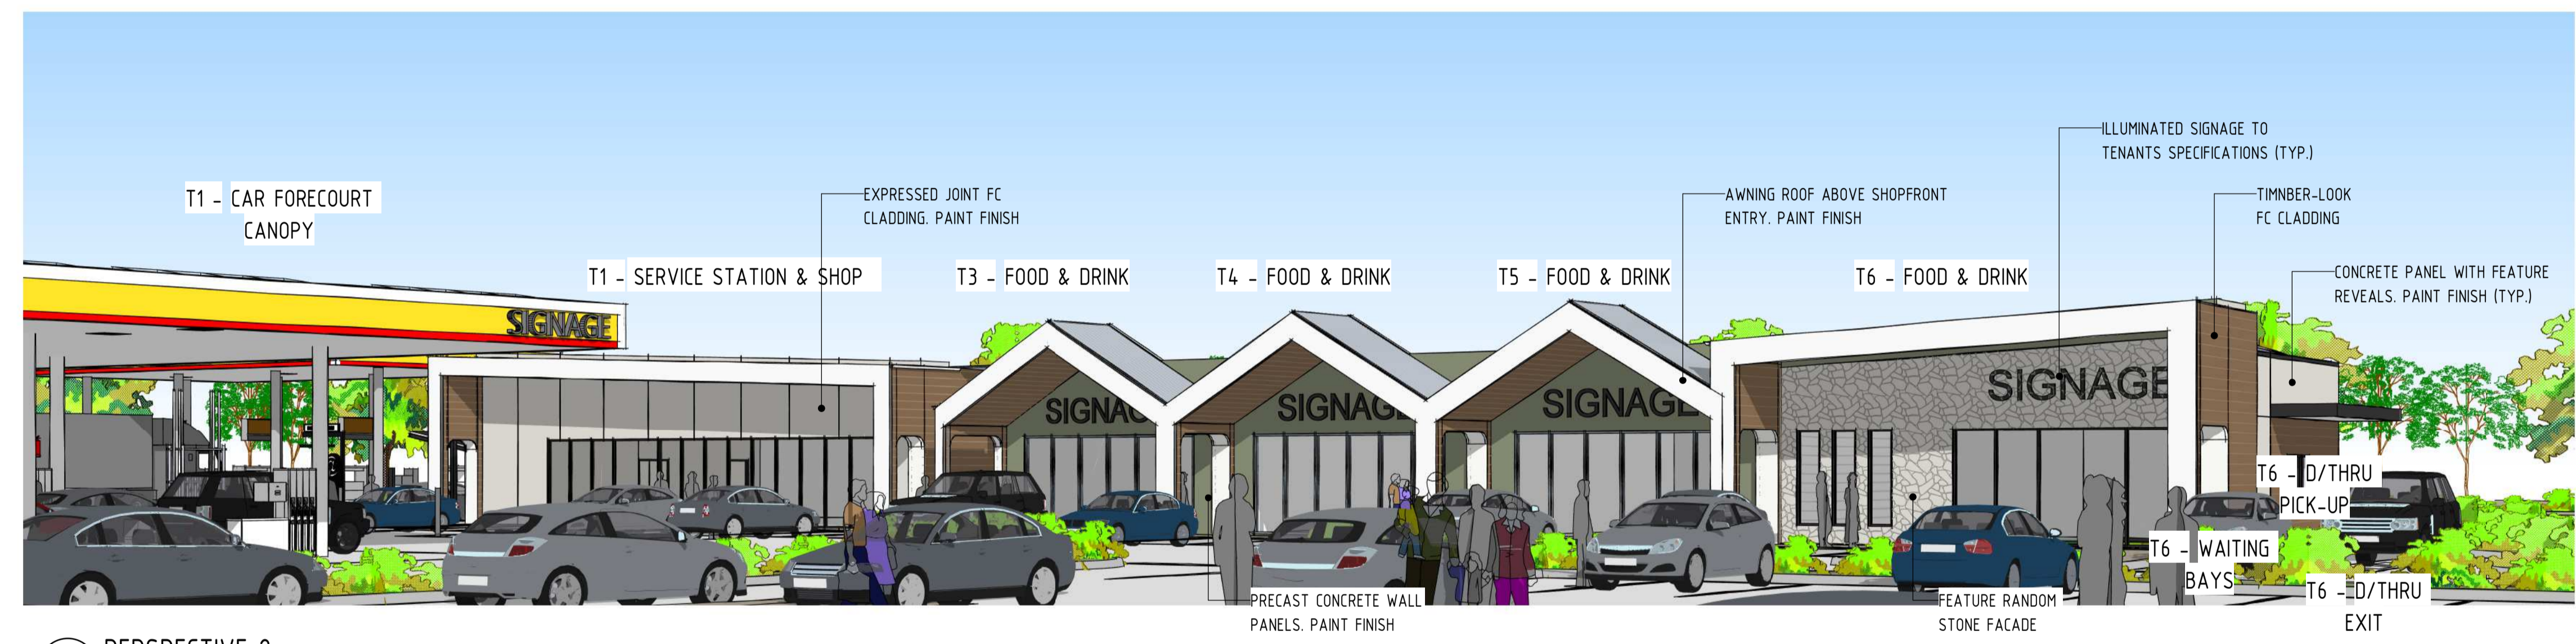 ILLUMINATED SIGNAGE TO
TENANTS SPECIFICATIONS (TYP.)
T1 - CAR FORECOURT
CANOPY
EXPRESSED JOINT FC
CLADDING. PAINT FINISH
AWNING ROOF ABOVE SHOPFRONT
ENTRY. PAINT FINISH
TIMNBER-LOOK
FC CLADDING
T1 - SERVICE STATION & SHOP
T3 - FOOD & DRINK
T4 - FOOD & DRINK
T5 - FOOD & DRINK
T6 - FOOD & DRINK
CONCRETE PANEL WITH FEATURE
REVEALS. PAINT FINISH (TYP.)
SIGNAGE
SIGNAG
SIGNAG
SIGNAGE
SIGNAGE
T6 - D/THRU
PICK-UP
T6 - WAITING
BAYS
T6 - D/THRU
EXIT
PRECAST CONCRETE WALL
PANELS. PAINT FINISH
FEATURE RANDOM
STONE FACADE
PERSPECTIVE